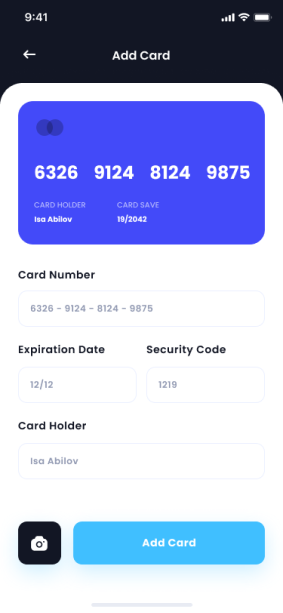 9:41
Add Card
6326 9124 8124 9875
CARD HOLDER CARD SAVE
Isa Abilov 19/2042
Card Number
6326 - 9124 - 8124 - 9875
Expiration Date Security Code
12/12 1219
Card Holder
Isa Abilov
Add Card